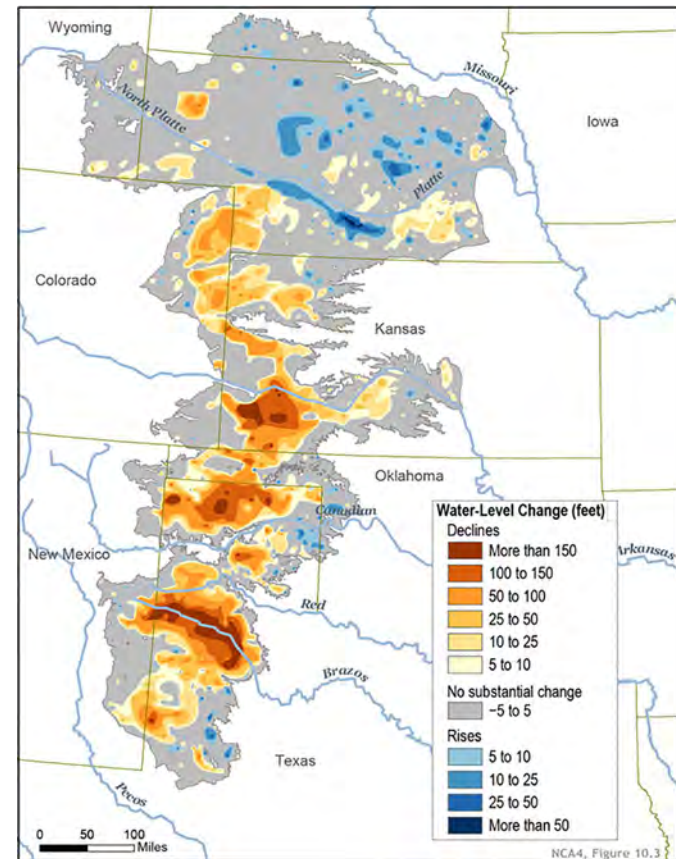 Wyoming
Missouri
North Platte
Iowa
Platte
Colorado
Kansas
Oklahoma
Canadian
New Mexico
Arkansas
Red
Brazos
Texas
Pecos
Water-Level Change (feet)
Declines
More than 150
100 to 150
50 to 100
25 to 50
10 to 25
5 to 10
No substantial change
−5 to 5
Rises
5 to 10
10 to 25
25 to 50
More than 50
0 50 100
Miles
NCA4, Figure 10.3